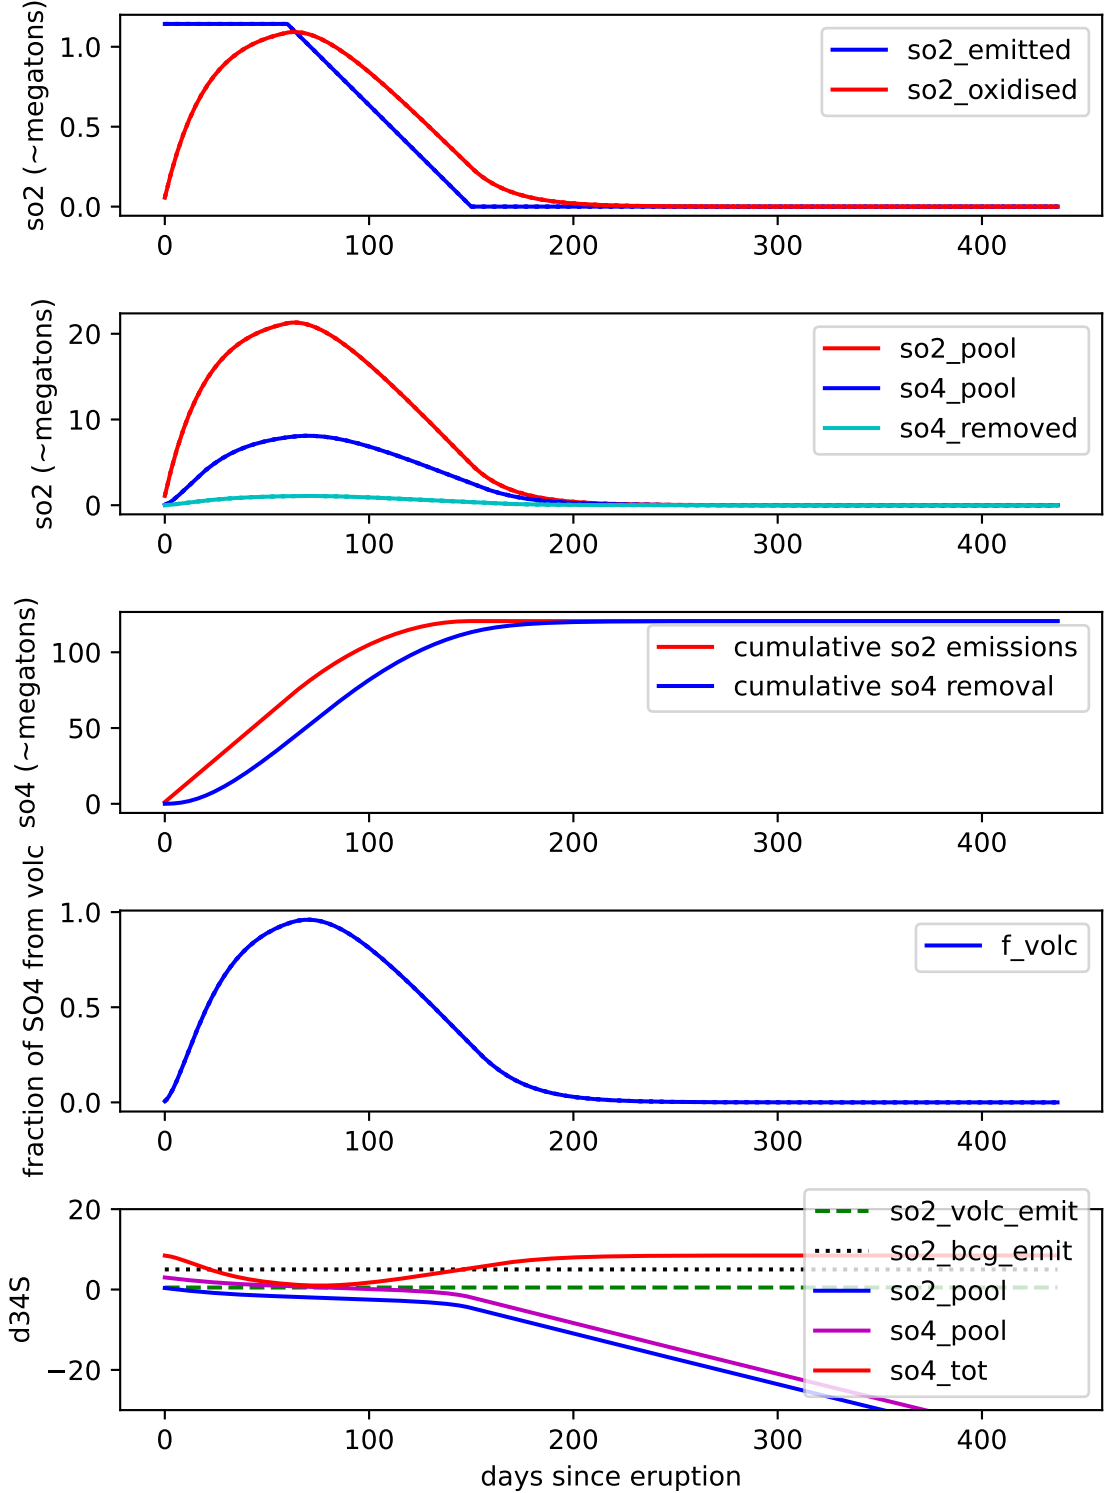 so2 (~megatons)
1.0
0.5
0.0
so2_emitted
so2_oxidised
0 100 200 300 400
so2 (~megatons)
20
10
0
so2_pool
so4_pool
so4_removed
0 100 200 300 400
so4 (~megatons)
100
50
0
cumulative so2 emissions
cumulative so4 removal
0 100 200 300 400
fraction of SO4 from volc
1.0
0.5
0.0
f_volc
0 100 200 300 400
d34S
20
0
−20
so2_volc_emit
so2_bcg_emit
so2_pool
so4_pool
so4_tot
0 100 200 300 400
days since eruption